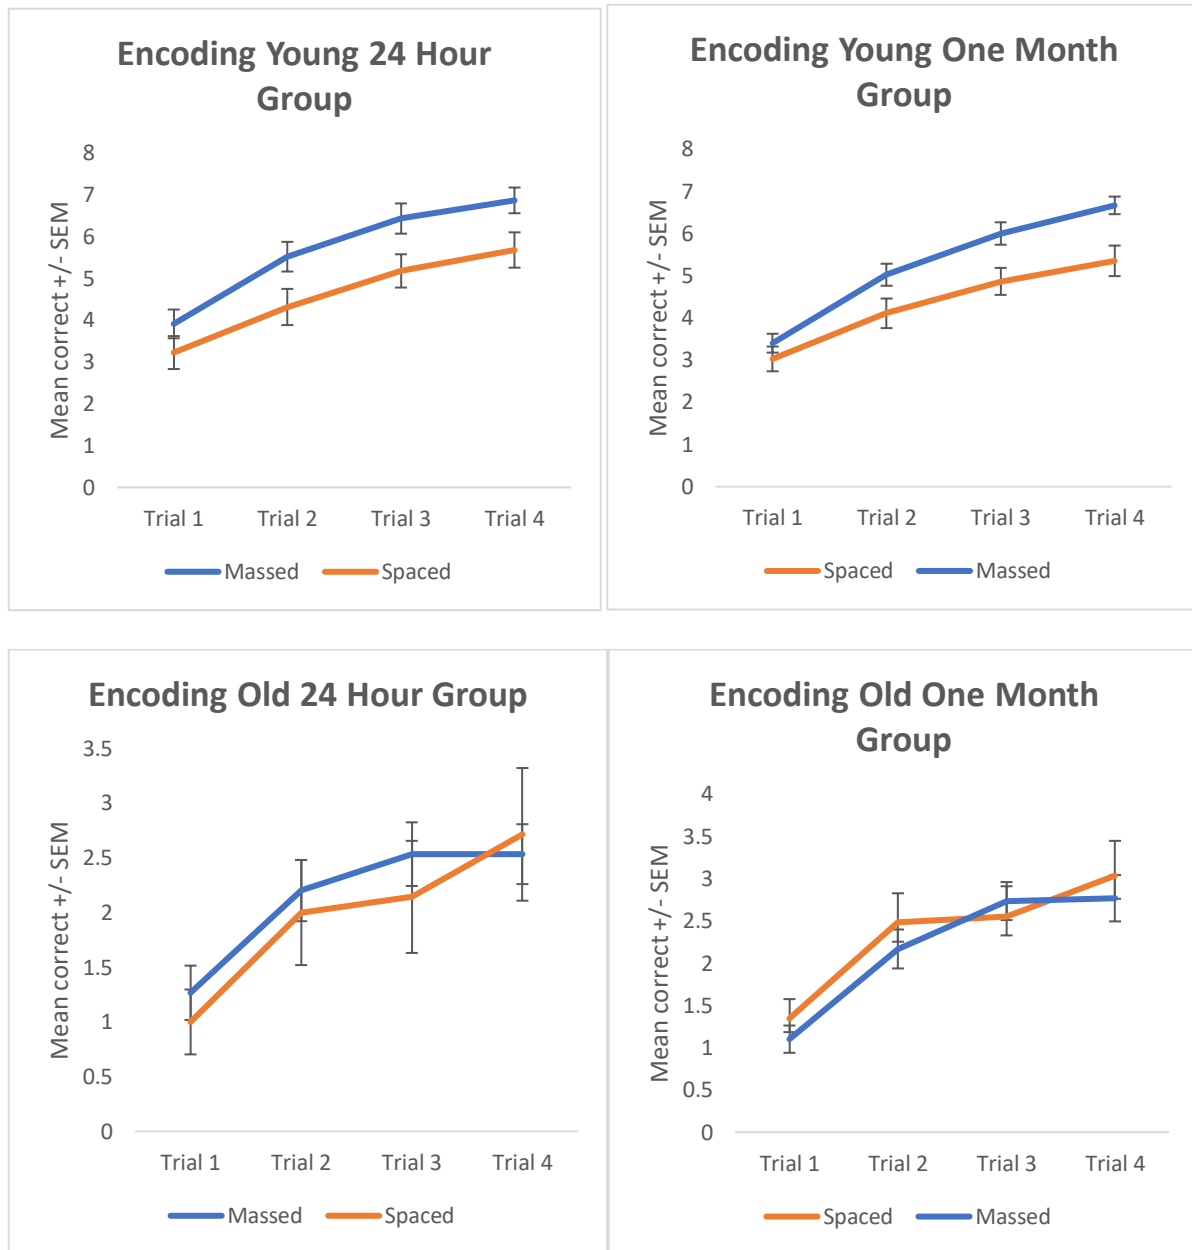 Encoding Young 24 Hour
Group
Mean correct +/- SEM
8
7
6
5
4
3
2
1
0
Trial 1
Trial 2
Trial 3
Trial 4
Massed
Spaced
Encoding Young One Month
Group
Mean correct +/- SEM
8
7
6
5
4
3
2
1
0
Trial 1
Trial 2
Trial 3
Trial 4
Spaced
Massed
Encoding Old 24 Hour Group
Mean correct +/- SEM
3.5
3
2.5
2
1.5
1
0.5
0
Trial 1
Trial 2
Trial 3
Trial 4
Massed
Spaced
Encoding Old One Month
Group
Mean correct +/- SEM
4
3.5
3
2.5
2
1.5
1
0.5
0
Trial 1
Trial 2
Trial 3
Trial 4
Spaced
Massed